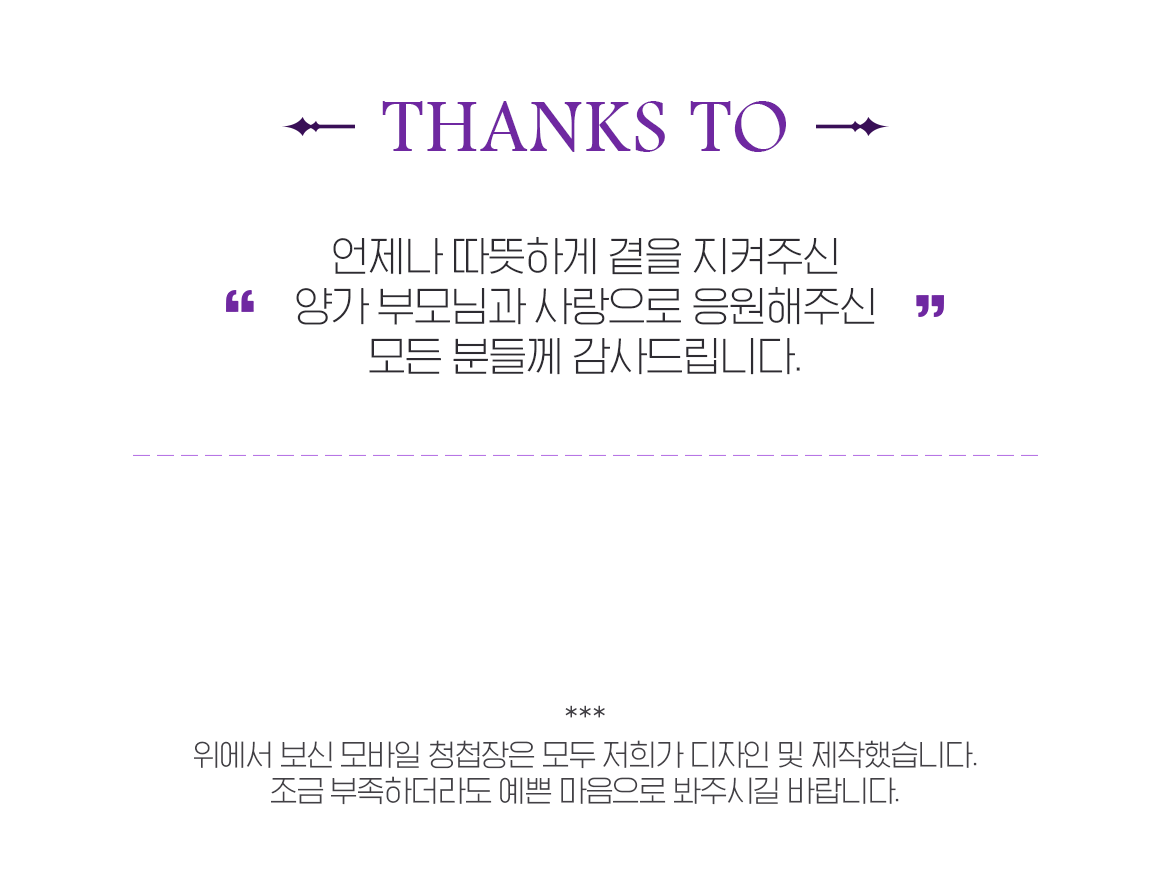 THANKS TO
언제나 따뜻하게 곁을 지켜주신
“ 양가 부모님과 사랑으로 응원해주신 ”
모든 분들께 감사드립니다.
***
위에서 보신 모바일 청첩장은 모두 저희가 디자인 및 제작했습니다.
조금 부족하더라도 예쁜 마음으로 봐주시길 바랍니다.